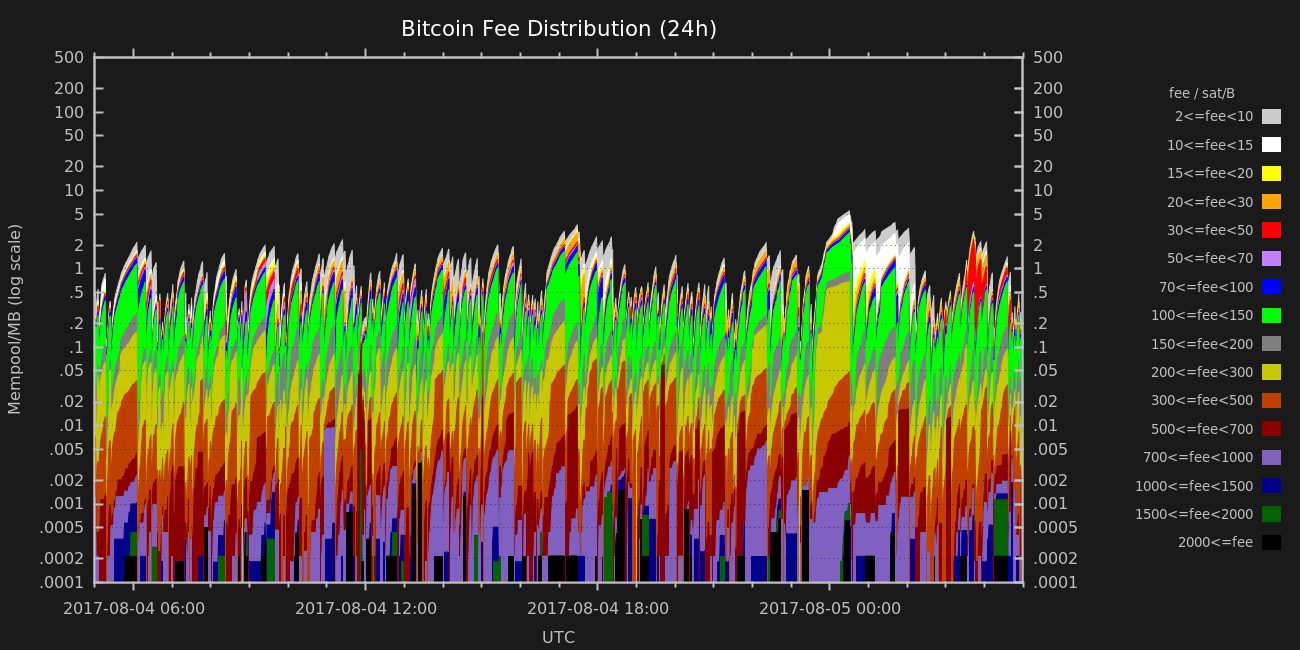 Bitcoin Fee Distribution (24h)
Mempool/MB (log scale)
500 500
200 200
100 100
50 50
20 20
10 10
5 5
2 2
1 1
.5 .5
.2 .2
.1 .1
.05 .05
.02 .02
.01 .01
.005 .005
.002 .002
.001 .001
.0005 .0005
.0002 .0002
.0001 .0001
2017-08-04 06:00 2017-08-04 12:00 2017-08-04 18:00 2017-08-05 00:00
UTC
fee / sat/B
2<=fee<10
10<=fee<15
15<=fee<20
20<=fee<30
30<=fee<50
50<=fee<70
70<=fee<100
100<=fee<150
150<=fee<200
200<=fee<300
300<=fee<500
500<=fee<700
700<=fee<1000
1000<=fee<1500
1500<=fee<2000
2000<=fee